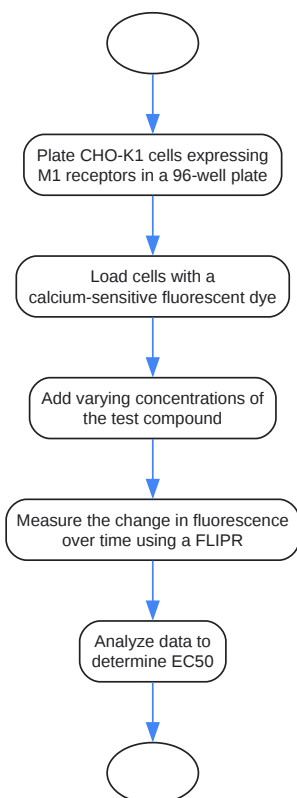 Plate CHO-K1 cells expressing
M1 receptors in a 96-well plate
Load cells with a
calcium-sensitive fluorescent dye
Add varying concentrations of
the test compound
Measure the change in fluorescence
over time using a FLIPR
Analyze data to
determine EC50